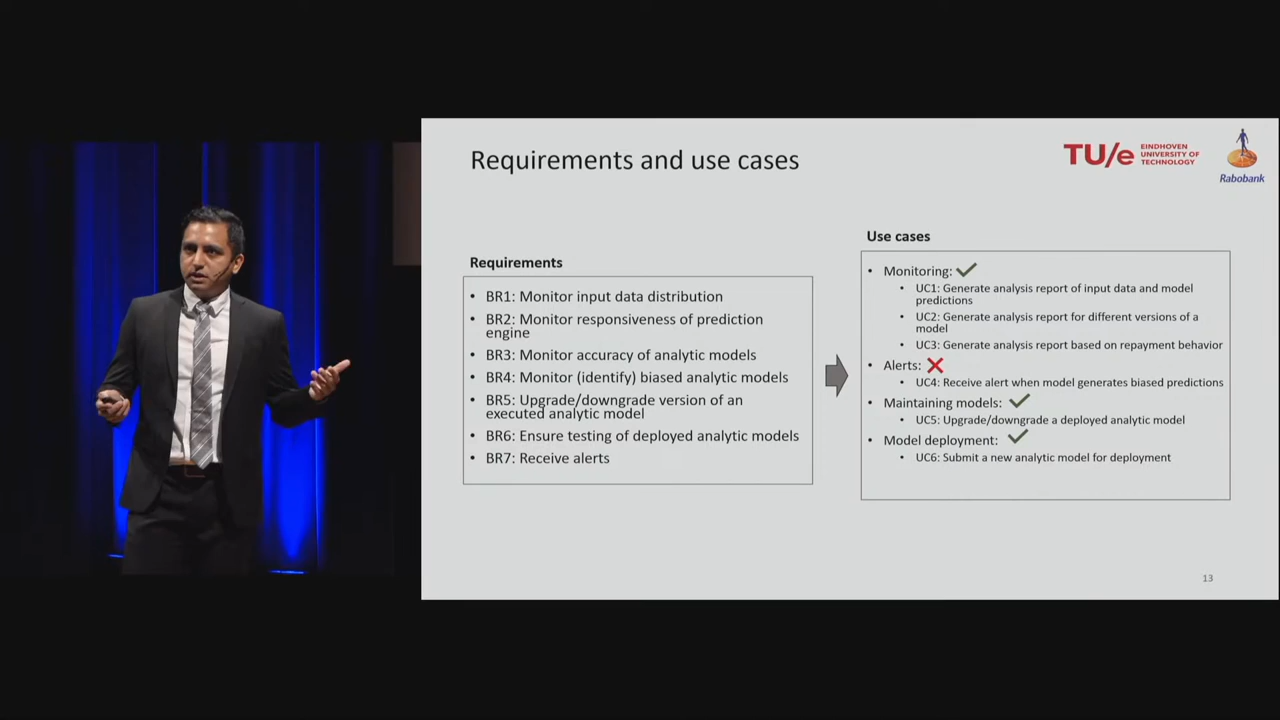 Requirements and use cases
TU/e EINDHOVEN
UNIVERSITY OF
TECHNOLOGY
Rabobank
Requirements
• BR1: Monitor input data distribution
• BR2: Monitor responsiveness of prediction
engine
• BR3: Monitor accuracy of analytic models
• BR4: Monitor (identify) biased analytic models
• BR5: Upgrade/downgrade version of an
executed analytic model
• BR6: Ensure testing of deployed analytic models
• BR7: Receive alerts
Use cases
• Monitoring:
• UC1: Generate analysis report of input data and model
predictions
• UC2: Generate analysis report for different versions of a
model
• UC3: Generate analysis report based on repayment behavior
• Alerts:
• UC4: Receive alert when model generates biased predictions
• Maintaining models:
• UC5: Upgrade/downgrade a deployed analytic model
• Model deployment:
• UC6: Submit a new analytic model for deployment
13